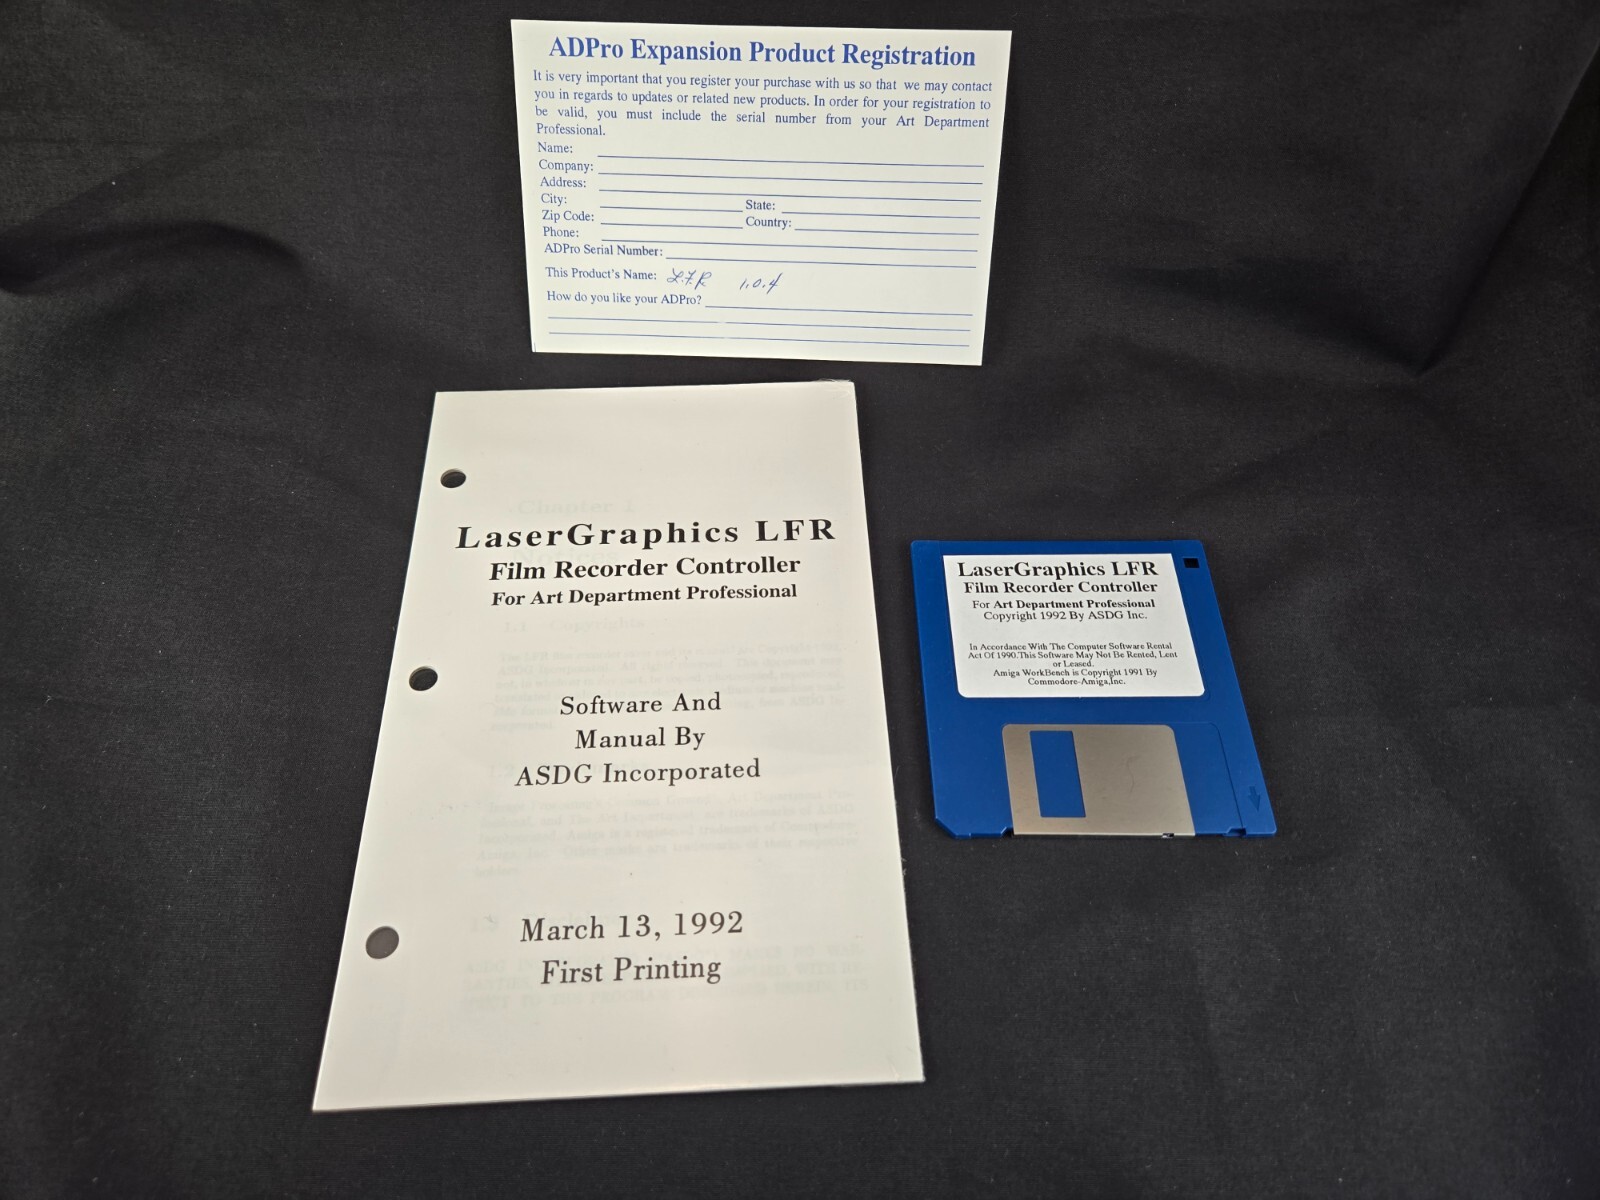 ADPro Expansion Product Registration
It is very important that you register your purchase with us so that we may contact
you in regards to updates or related new products. In order for your registration to
be valid, you must include the serial number from your Art Department
Professional.
Name:
Company:
Address:
City: State:
Zip Code: Country:
Phone:
ADPro Serial Number:
This Product's Name: LFR 1.0.4
How do you like your ADPro?
LaserGraphics LFR
Film Recorder Controller
For Art Department Professional
Software And
Manual By
ASDG Incorporated
March 13, 1992
First Printing
LaserGraphics LFR
Film Recorder Controller
For Art Department Professional
Copyright 1992 By ASDG Inc.
In Accordance With The Computer Software Rental
Act Of 1990.This Software May Not Be Rented, Lent
or Leased.
Amiga WorkBench is Copyright 1991 By
Commodore-Amiga,Inc.